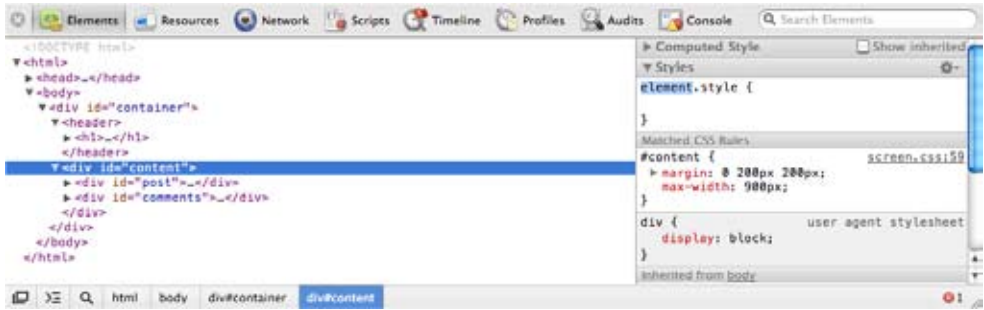 Elements Resources Network Scripts Timeline Profiles Audits Console Search Elements
<!DOCTYPE html>
▼<html>
▶<head>…</head>
▼<body>
▼<div id="container">
▼<header>
▶<h1>…</h1>
</header>
▼<div id="content">
▶<div id="post">…</div>
▶<div id="comments">…</div>
</div>
</div>
</body>
</html>
▶ Computed Style Show inherited
▼ Styles
element.style {
}
Matched CSS Rules
#content { screen.css:59
▶ margin: 0 200px 200px;
max-width: 900px;
}
div { user agent stylesheet
display: block;
}
Inherited from body
html body div#container div#content 1